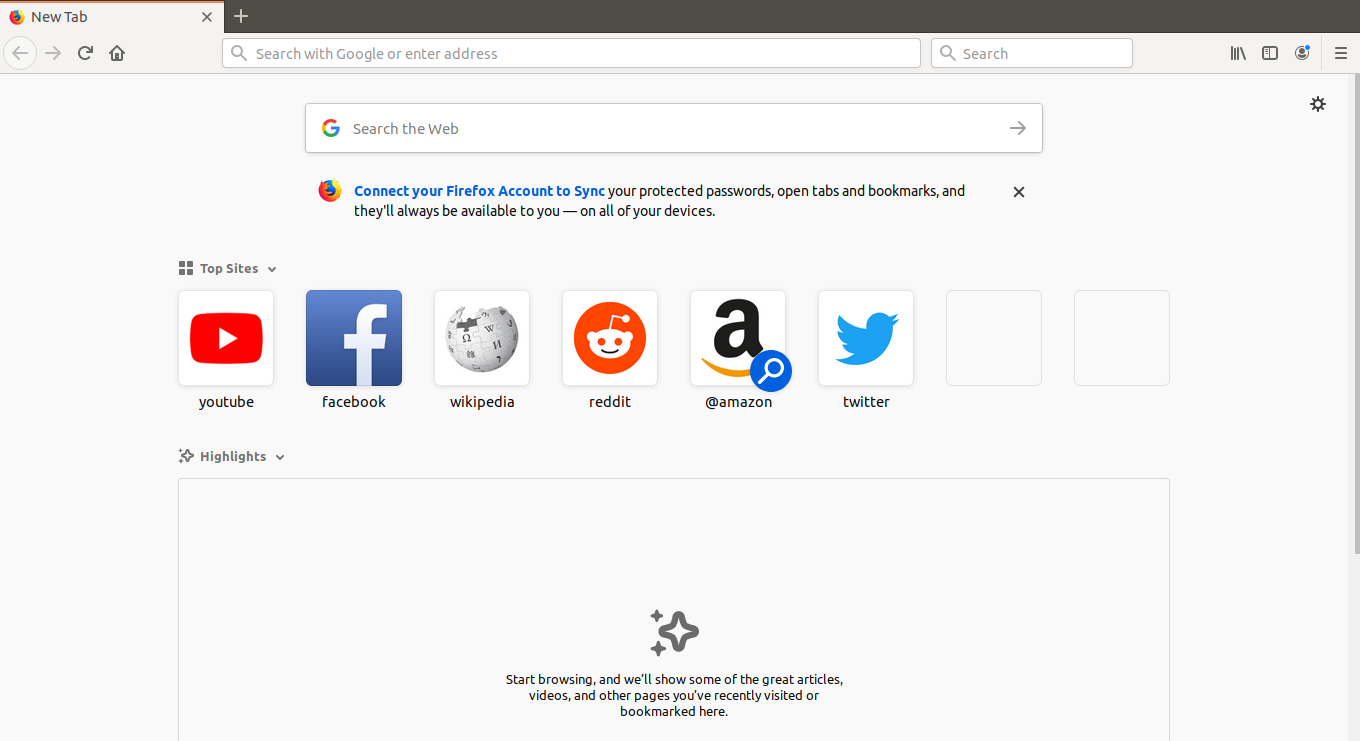 New Tab
Search with Google or enter address
Search
Search the Web
Connect your Firefox Account to Sync your protected passwords, open tabs and bookmarks, and
they'll always be available to you — on all of your devices.
Top Sites
youtube
facebook
wikipedia
reddit
@amazon
twitter
Highlights
Start browsing, and we’ll show some of the great articles,
videos, and other pages you’ve recently visited or
bookmarked here.